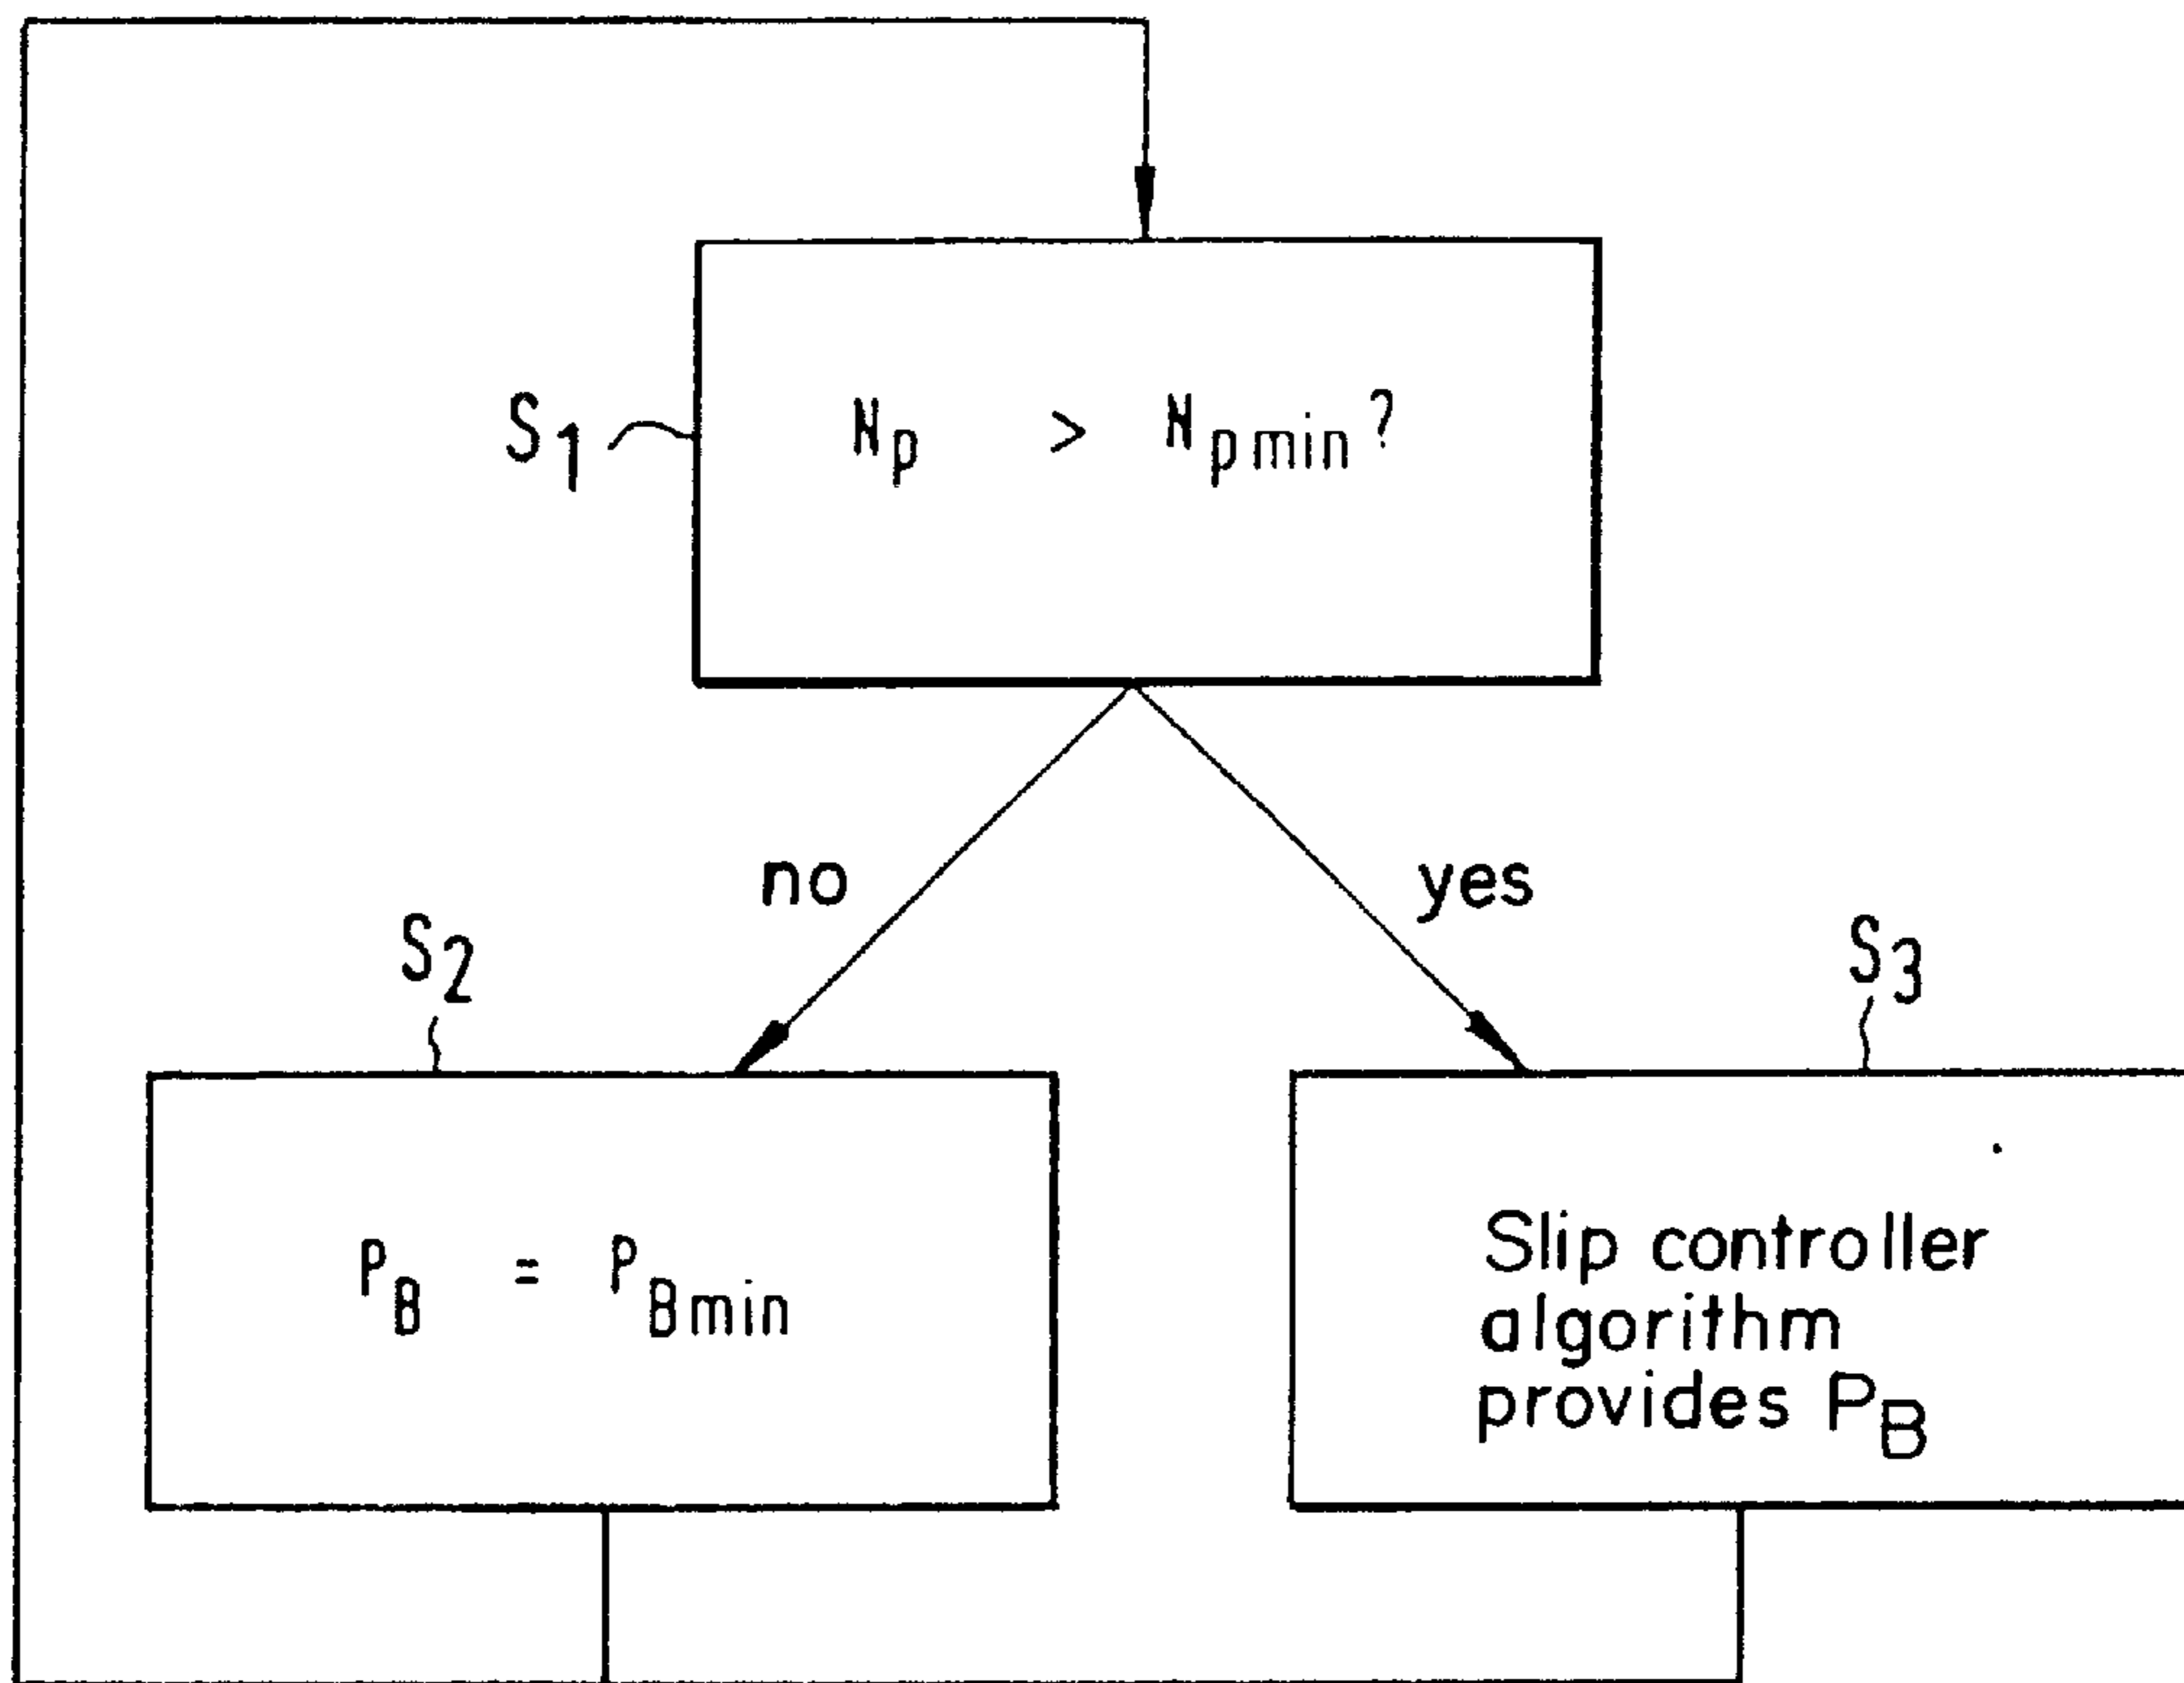 S1
Np > Npmin?
no
yes
S2
S3
PB = PBmin
Slip controller
algorithm
provides PB